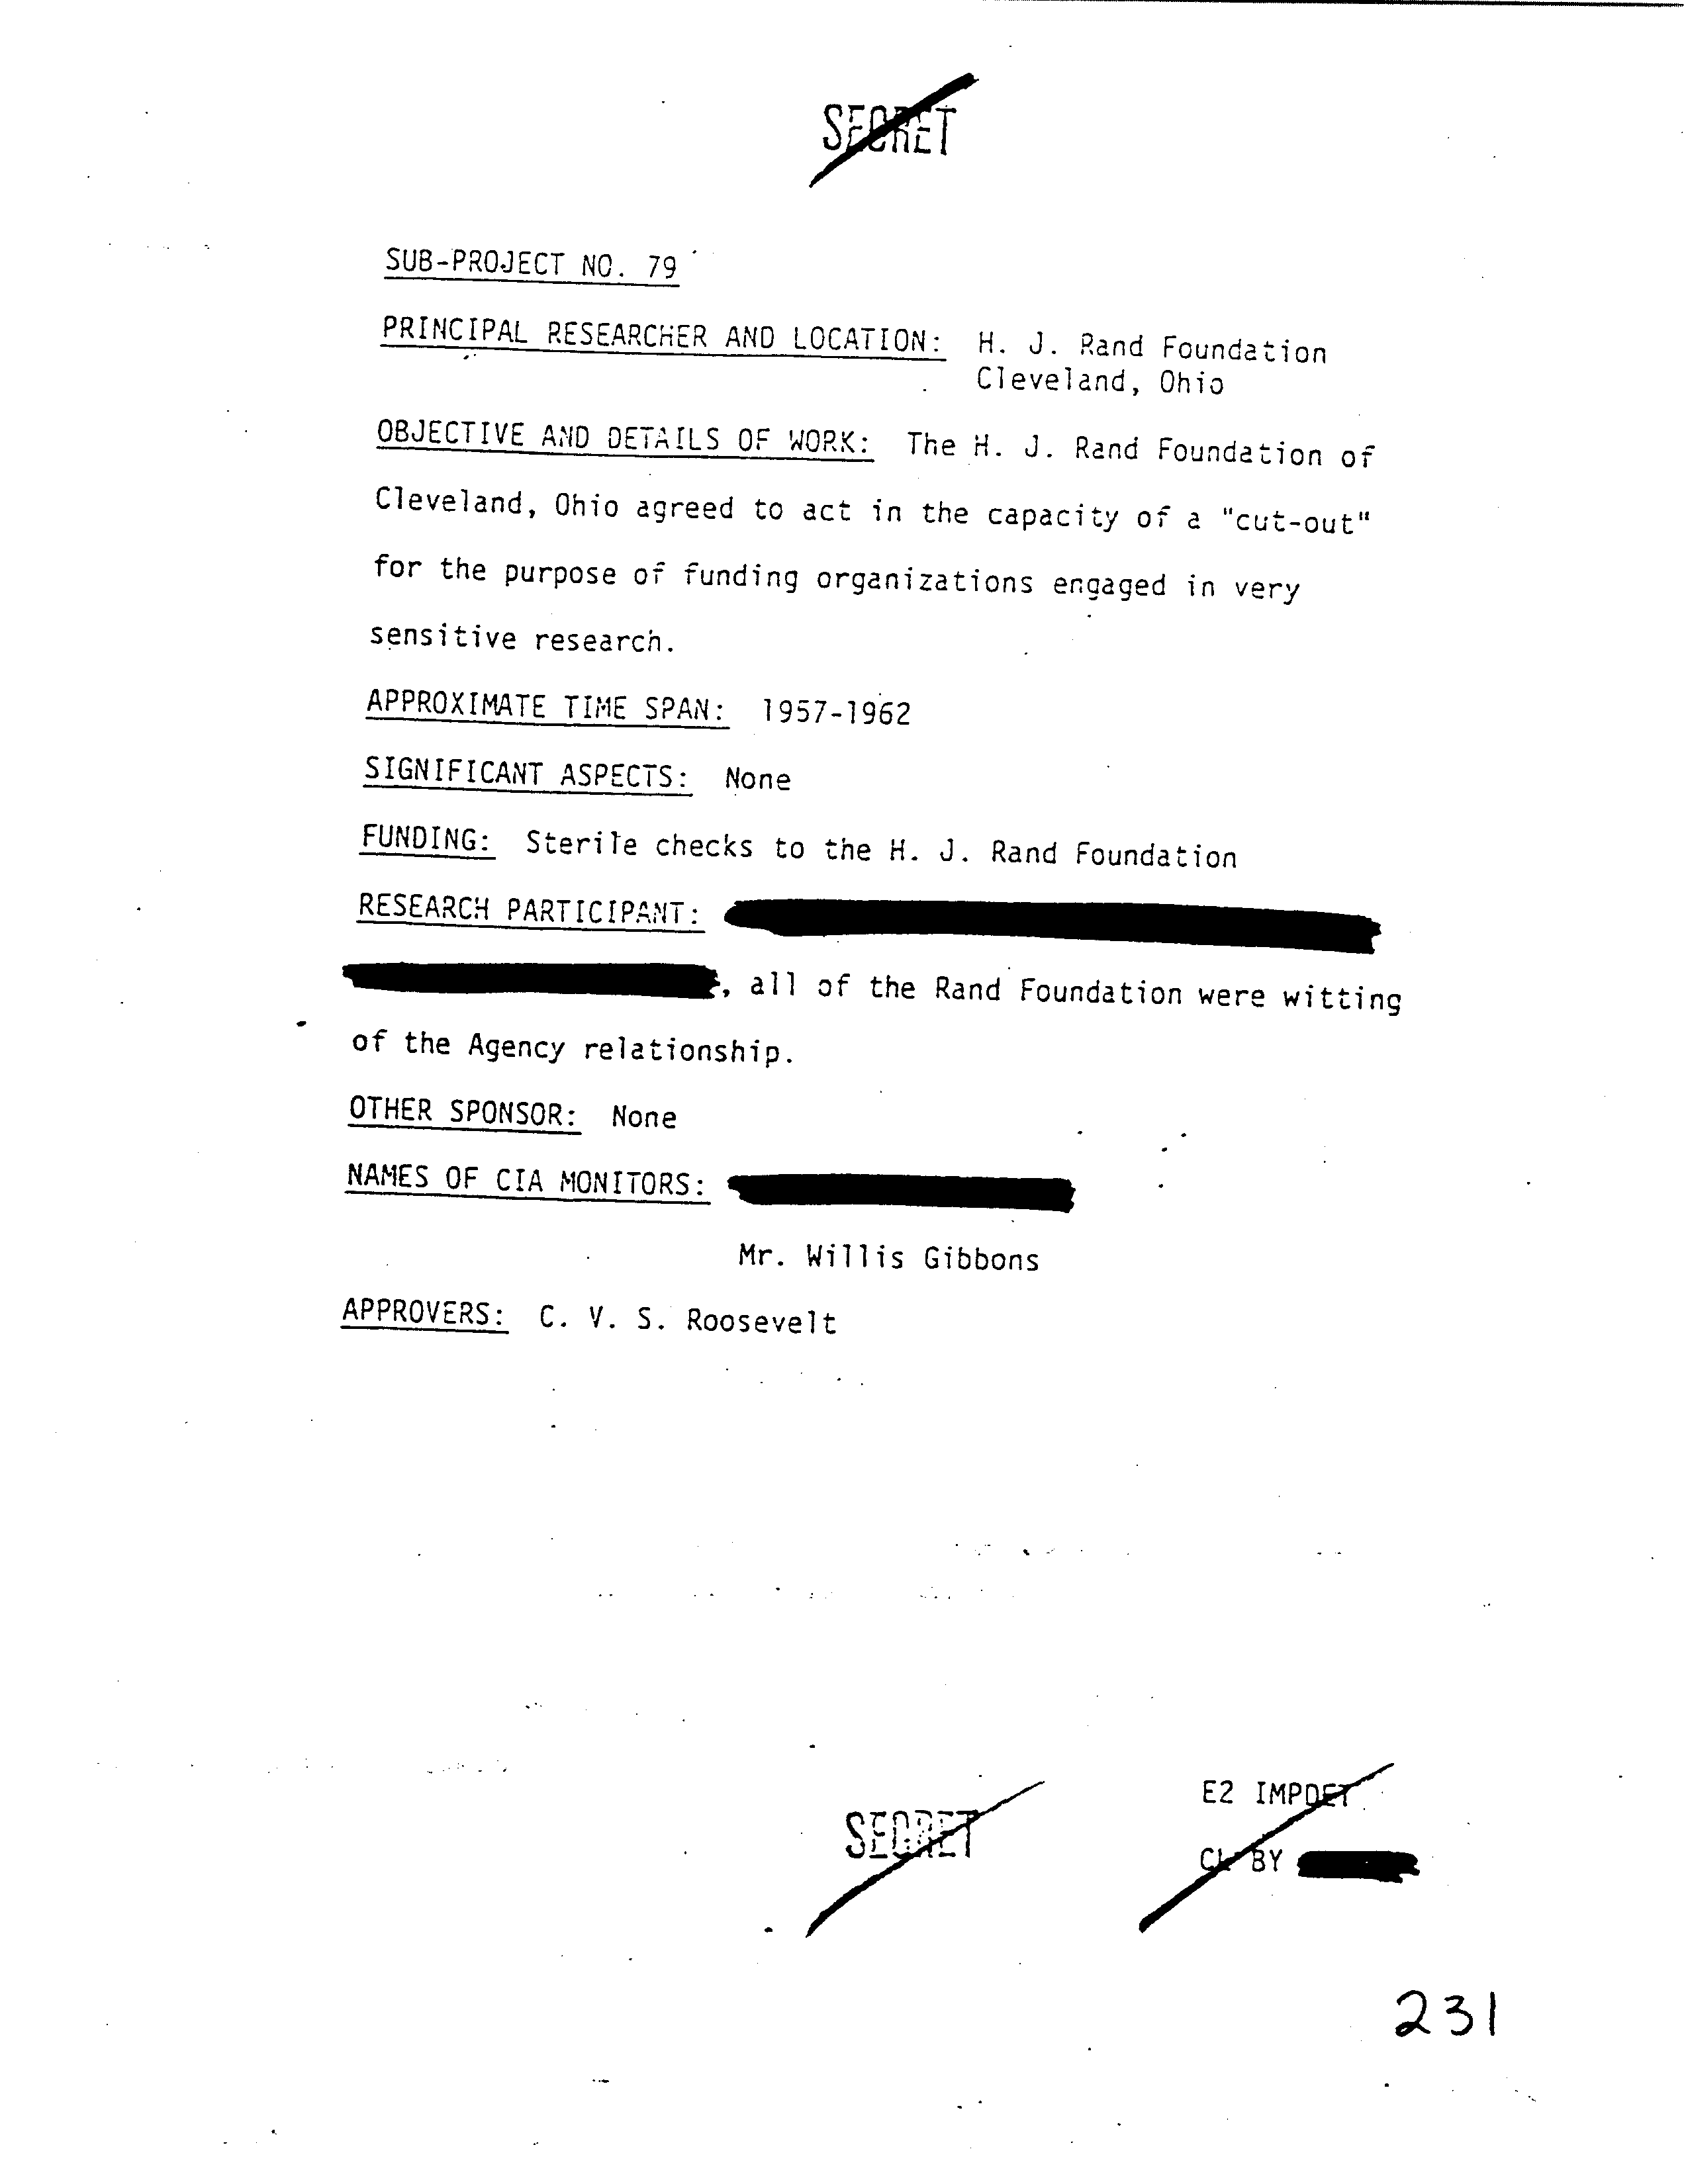 SECRET
SUB-PROJECT NO. 79
PRINCIPAL RESEARCHER AND LOCATION: H. J. Rand Foundation
Cleveland, Ohio
OBJECTIVE AND DETAILS OF WORK: The H. J. Rand Foundation of
Cleveland, Ohio agreed to act in the capacity of a "cut-out"
for the purpose of funding organizations engaged in very
sensitive research.
APPROXIMATE TIME SPAN: 1957-1962
SIGNIFICANT ASPECTS: None
FUNDING: Sterile checks to the H. J. Rand Foundation
RESEARCH PARTICIPANT:
, all of the Rand Foundation were witting
of the Agency relationship.
OTHER SPONSOR: None
NAMES OF CIA MONITORS:
Mr. Willis Gibbons
APPROVERS: C. V. S. Roosevelt
E2 IMPDET
SECRET
CL BY
231